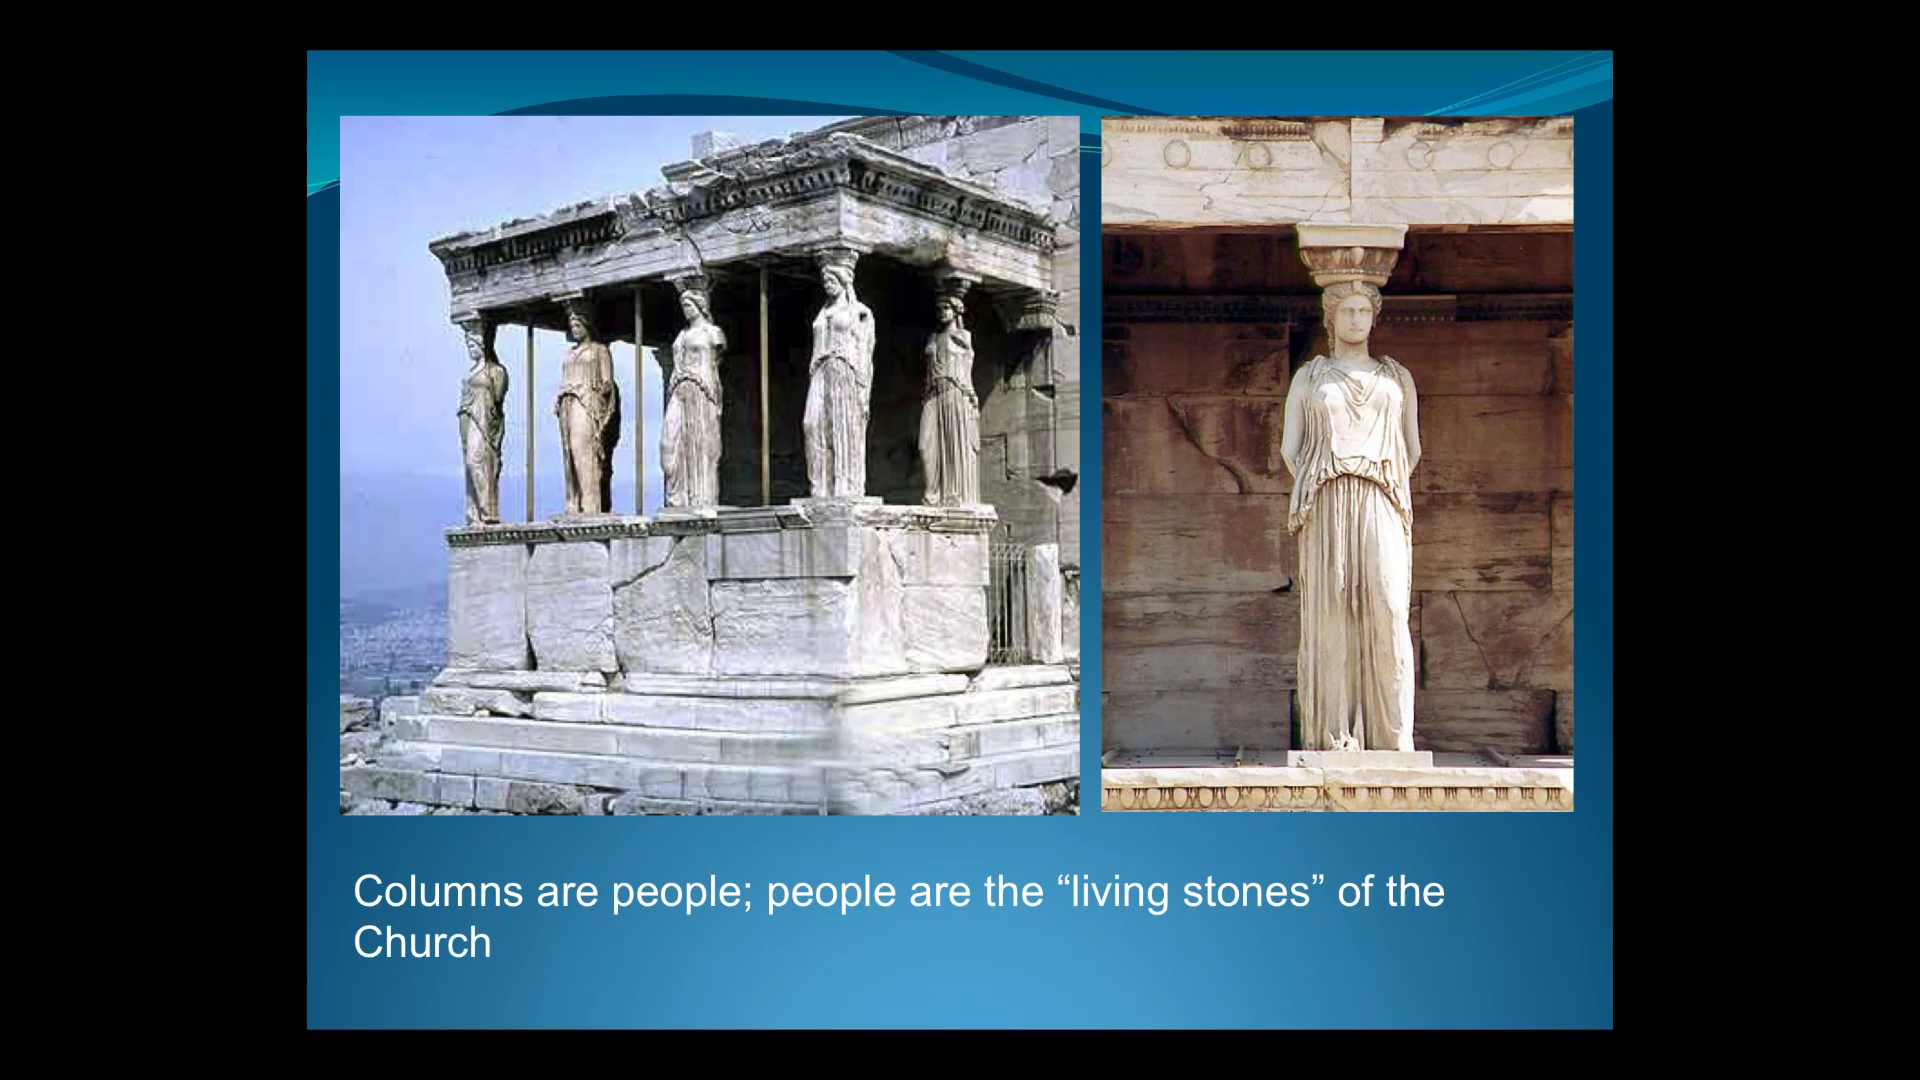 Columns are people; people are the “living stones” of the
Church